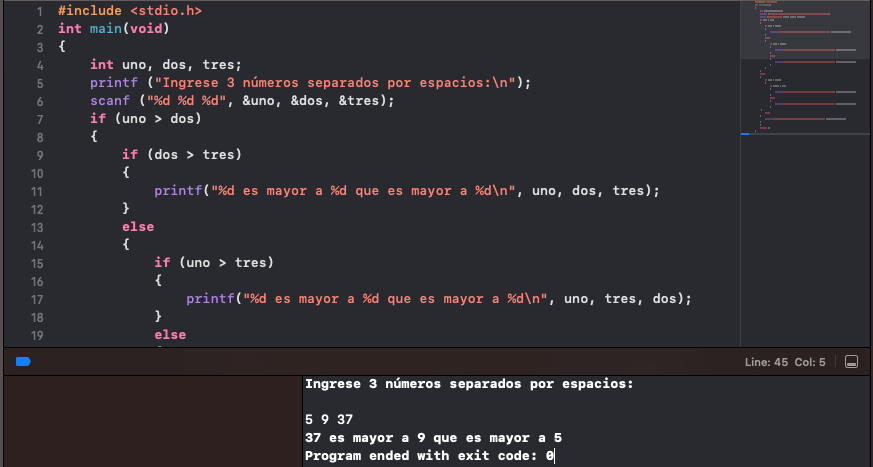 1 #include <stdio.h>
2 int main(void)
3 {
4     int uno, dos, tres;
5     printf ("Ingrese 3 números separados por espacios:\n");
6     scanf ("%d %d %d", &uno, &dos, &tres);
7     if (uno > dos)
8     {
9         if (dos > tres)
10         {
11             printf("%d es mayor a %d que es mayor a %d\n", uno, dos, tres);
12         }
13         else
14         {
15             if (uno > tres)
16             {
17                 printf("%d es mayor a %d que es mayor a %d\n", uno, tres, dos);
18             }
19             else
Line: 45 Col: 5
Ingrese 3 números separados por espacios:
5 9 37
37 es mayor a 9 que es mayor a 5
Program ended with exit code: 0